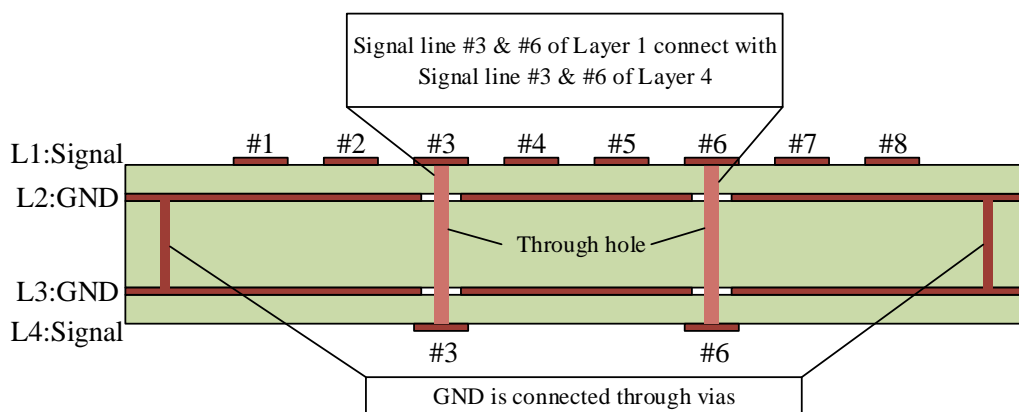 Signal line #3 & #6 of Layer 1 connect with
Signal line #3 & #6 of Layer 4
#1 #2 #3 #4 #5 #6 #7 #8
L1:Signal
L2:GND
Through hole
L3:GND
L4:Signal
#3 #6
GND is connected through vias